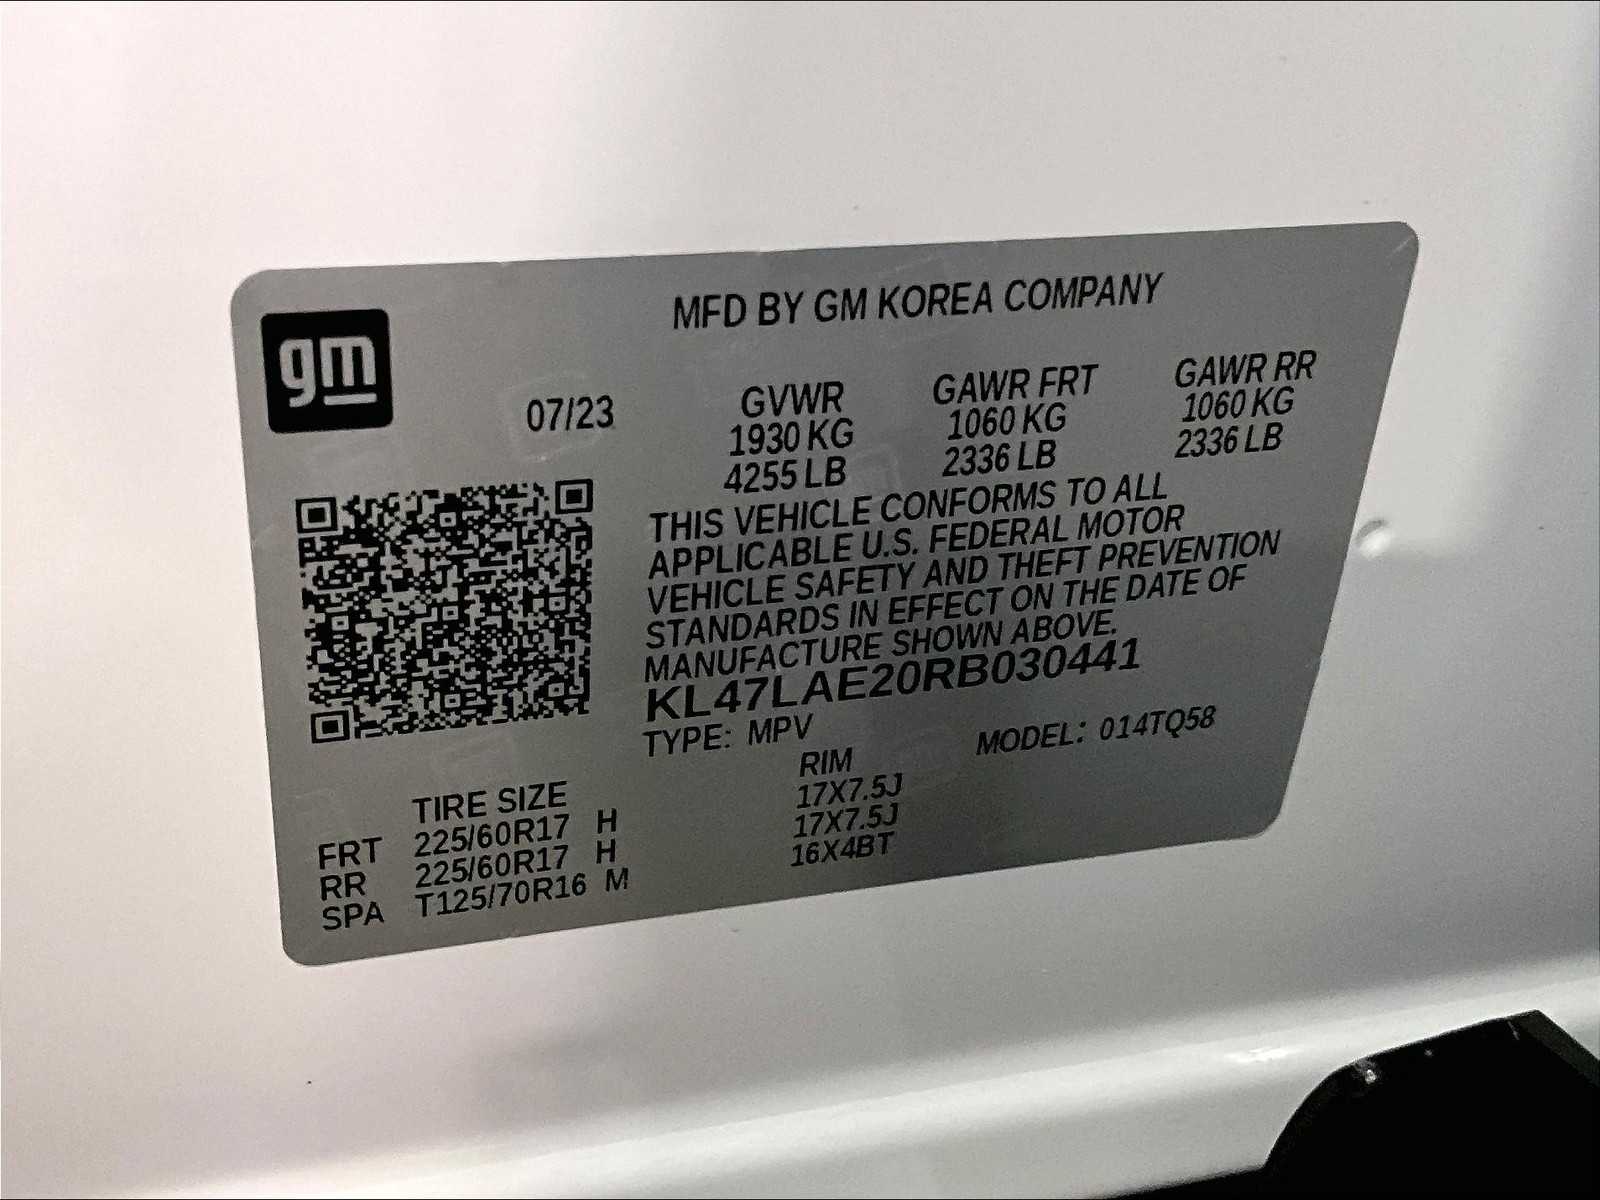 MFD BY GM KOREA COMPANY
gm
07/23
GVWR GAWR FRT GAWR RR
1930 KG 1060 KG 1060 KG
4255 LB 2336 LB 2336 LB
THIS VEHICLE CONFORMS TO ALL
APPLICABLE U.S. FEDERAL MOTOR
VEHICLE SAFETY AND THEFT PREVENTION
STANDARDS IN EFFECT ON THE DATE OF
MANUFACTURE SHOWN ABOVE.
KL47LAE20RB030441
TYPE: MPV MODEL: 014TQ58
TIRE SIZE RIM
FRT 225/60R17 H 17X7.5J
RR 225/60R17 H 17X7.5J
SPA T125/70R16 M 16X4BT